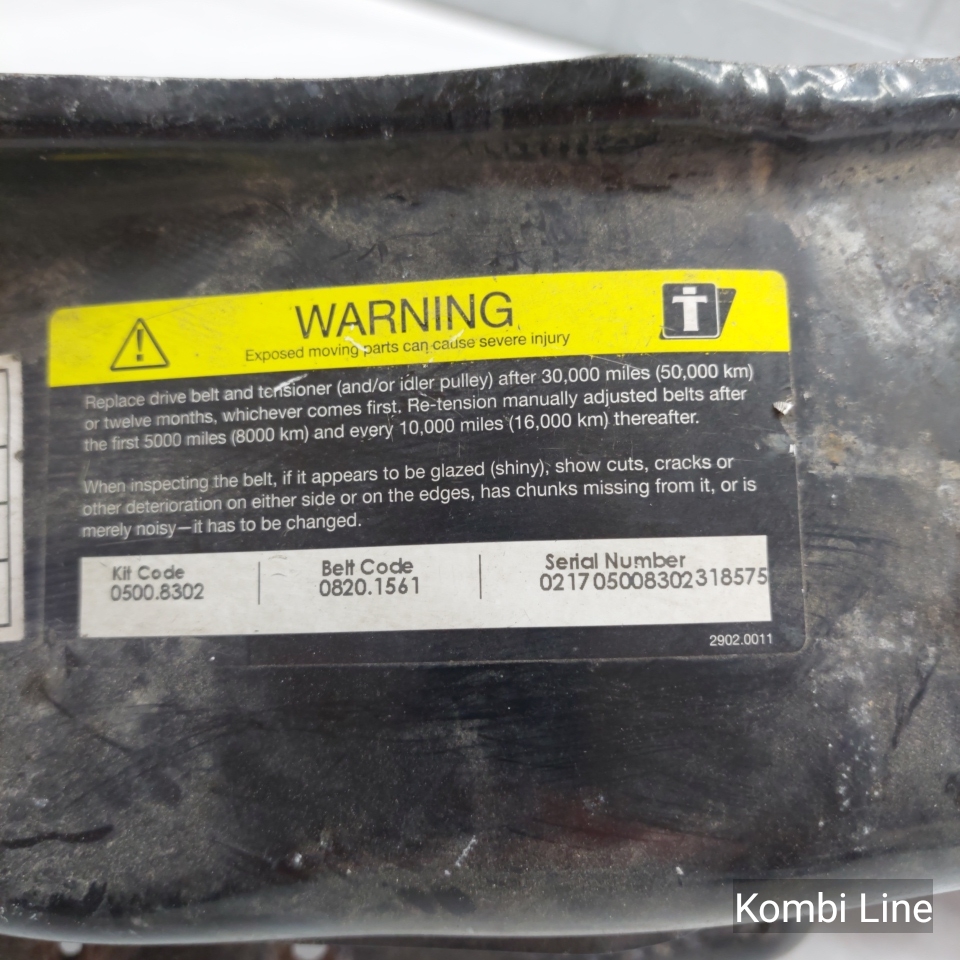 WARNING
Exposed moving parts can cause severe injury
Replace drive belt and tensioner (and/or idler pulley) after 30,000 miles (50,000 km)
or twelve months, whichever comes first. Re-tension manually adjusted belts after
the first 5000 miles (8000 km) and every 10,000 miles (16,000 km) thereafter.
When inspecting the belt, if it appears to be glazed (shiny), show cuts, cracks or
other deterioration on either side or on the edges, has chunks missing from it, or is
merely noisy—it has to be changed.
Kit Code Belt Code Serial Number
0500.8302 0820.1561 021705008302318575
2902.0011
Kombi Line